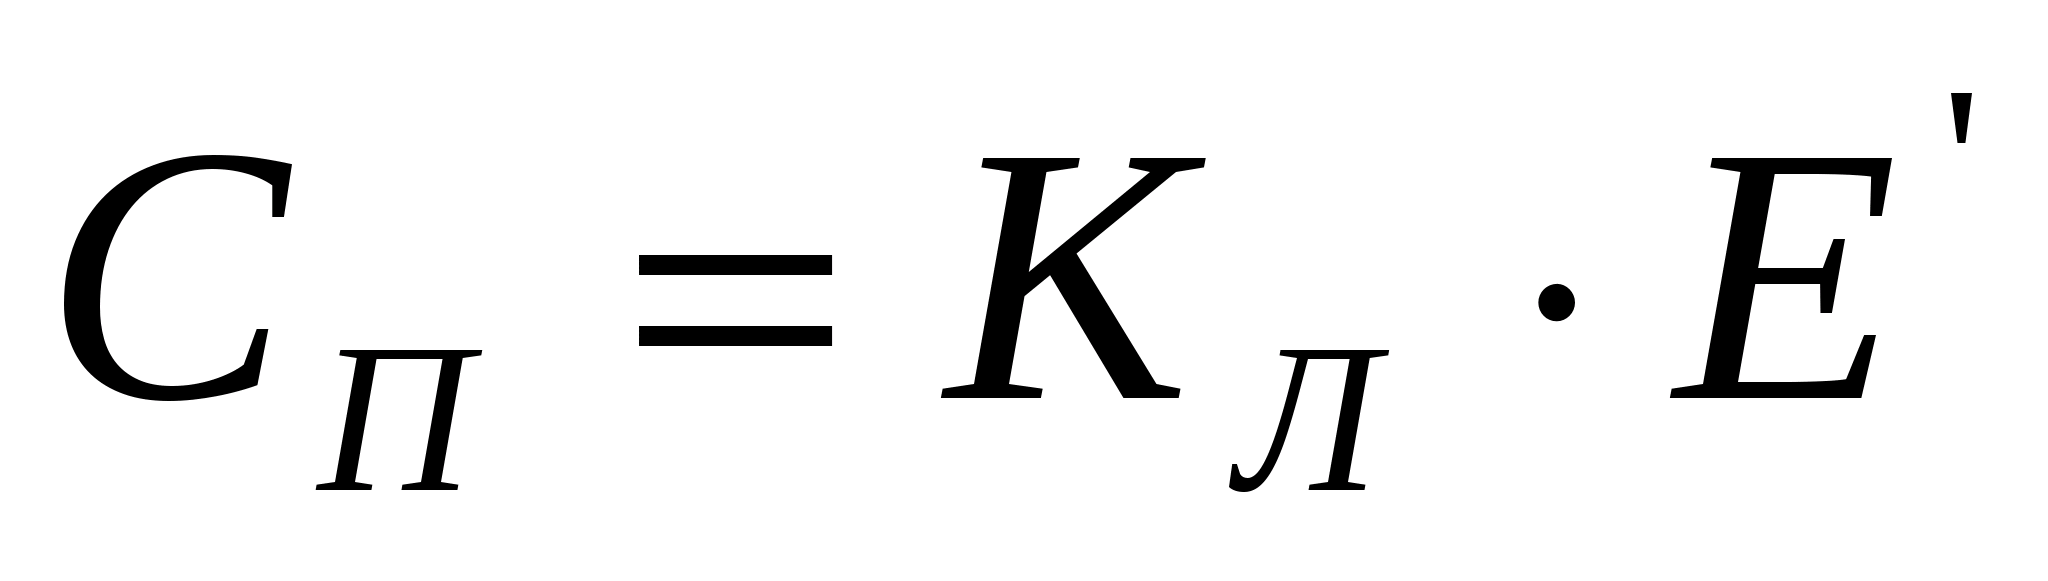 C_П = K_Л · E'